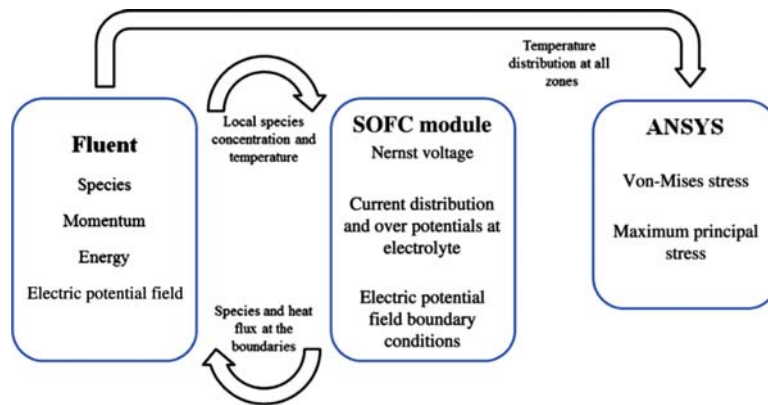 Temperature
distribution at all
zones
Fluent
Species
Momentum
Energy
Electric potential field
Local species
concentration and
temperature
Species and heat
flux at the
boundaries
SOFC module
Nernst voltage
Current distribution
and over potentials at
electrolyte
Electric potential
field boundary
conditions
ANSYS
Von-Mises stress
Maximum principal
stress